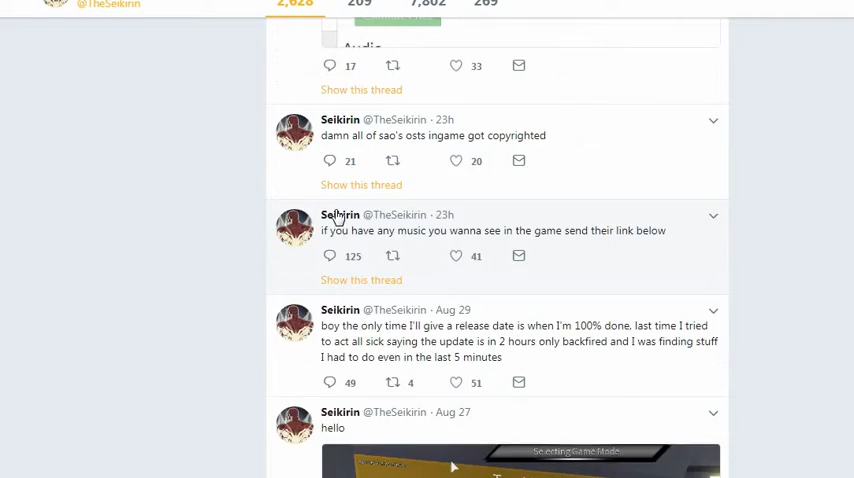 @TheSeikirin
2,628 209 7,802 269
Audio
17 33
Show this thread
Seikirin @TheSeikirin · 23h
damn all of sao's osts ingame got copyrighted
21 20
Show this thread
Seikirin @TheSeikirin · 23h
if you have any music you wanna see in the game send their link below
125 41
Show this thread
Seikirin @TheSeikirin · Aug 29
boy the only time I'll give a release date is when I'm 100% done, last time I tried
to act all sick saying the update is in 2 hours only backfired and I was finding stuff
I had to do even in the last 5 minutes
49 4 51
Seikirin @TheSeikirin · Aug 27
hello
Selecting Game Mode